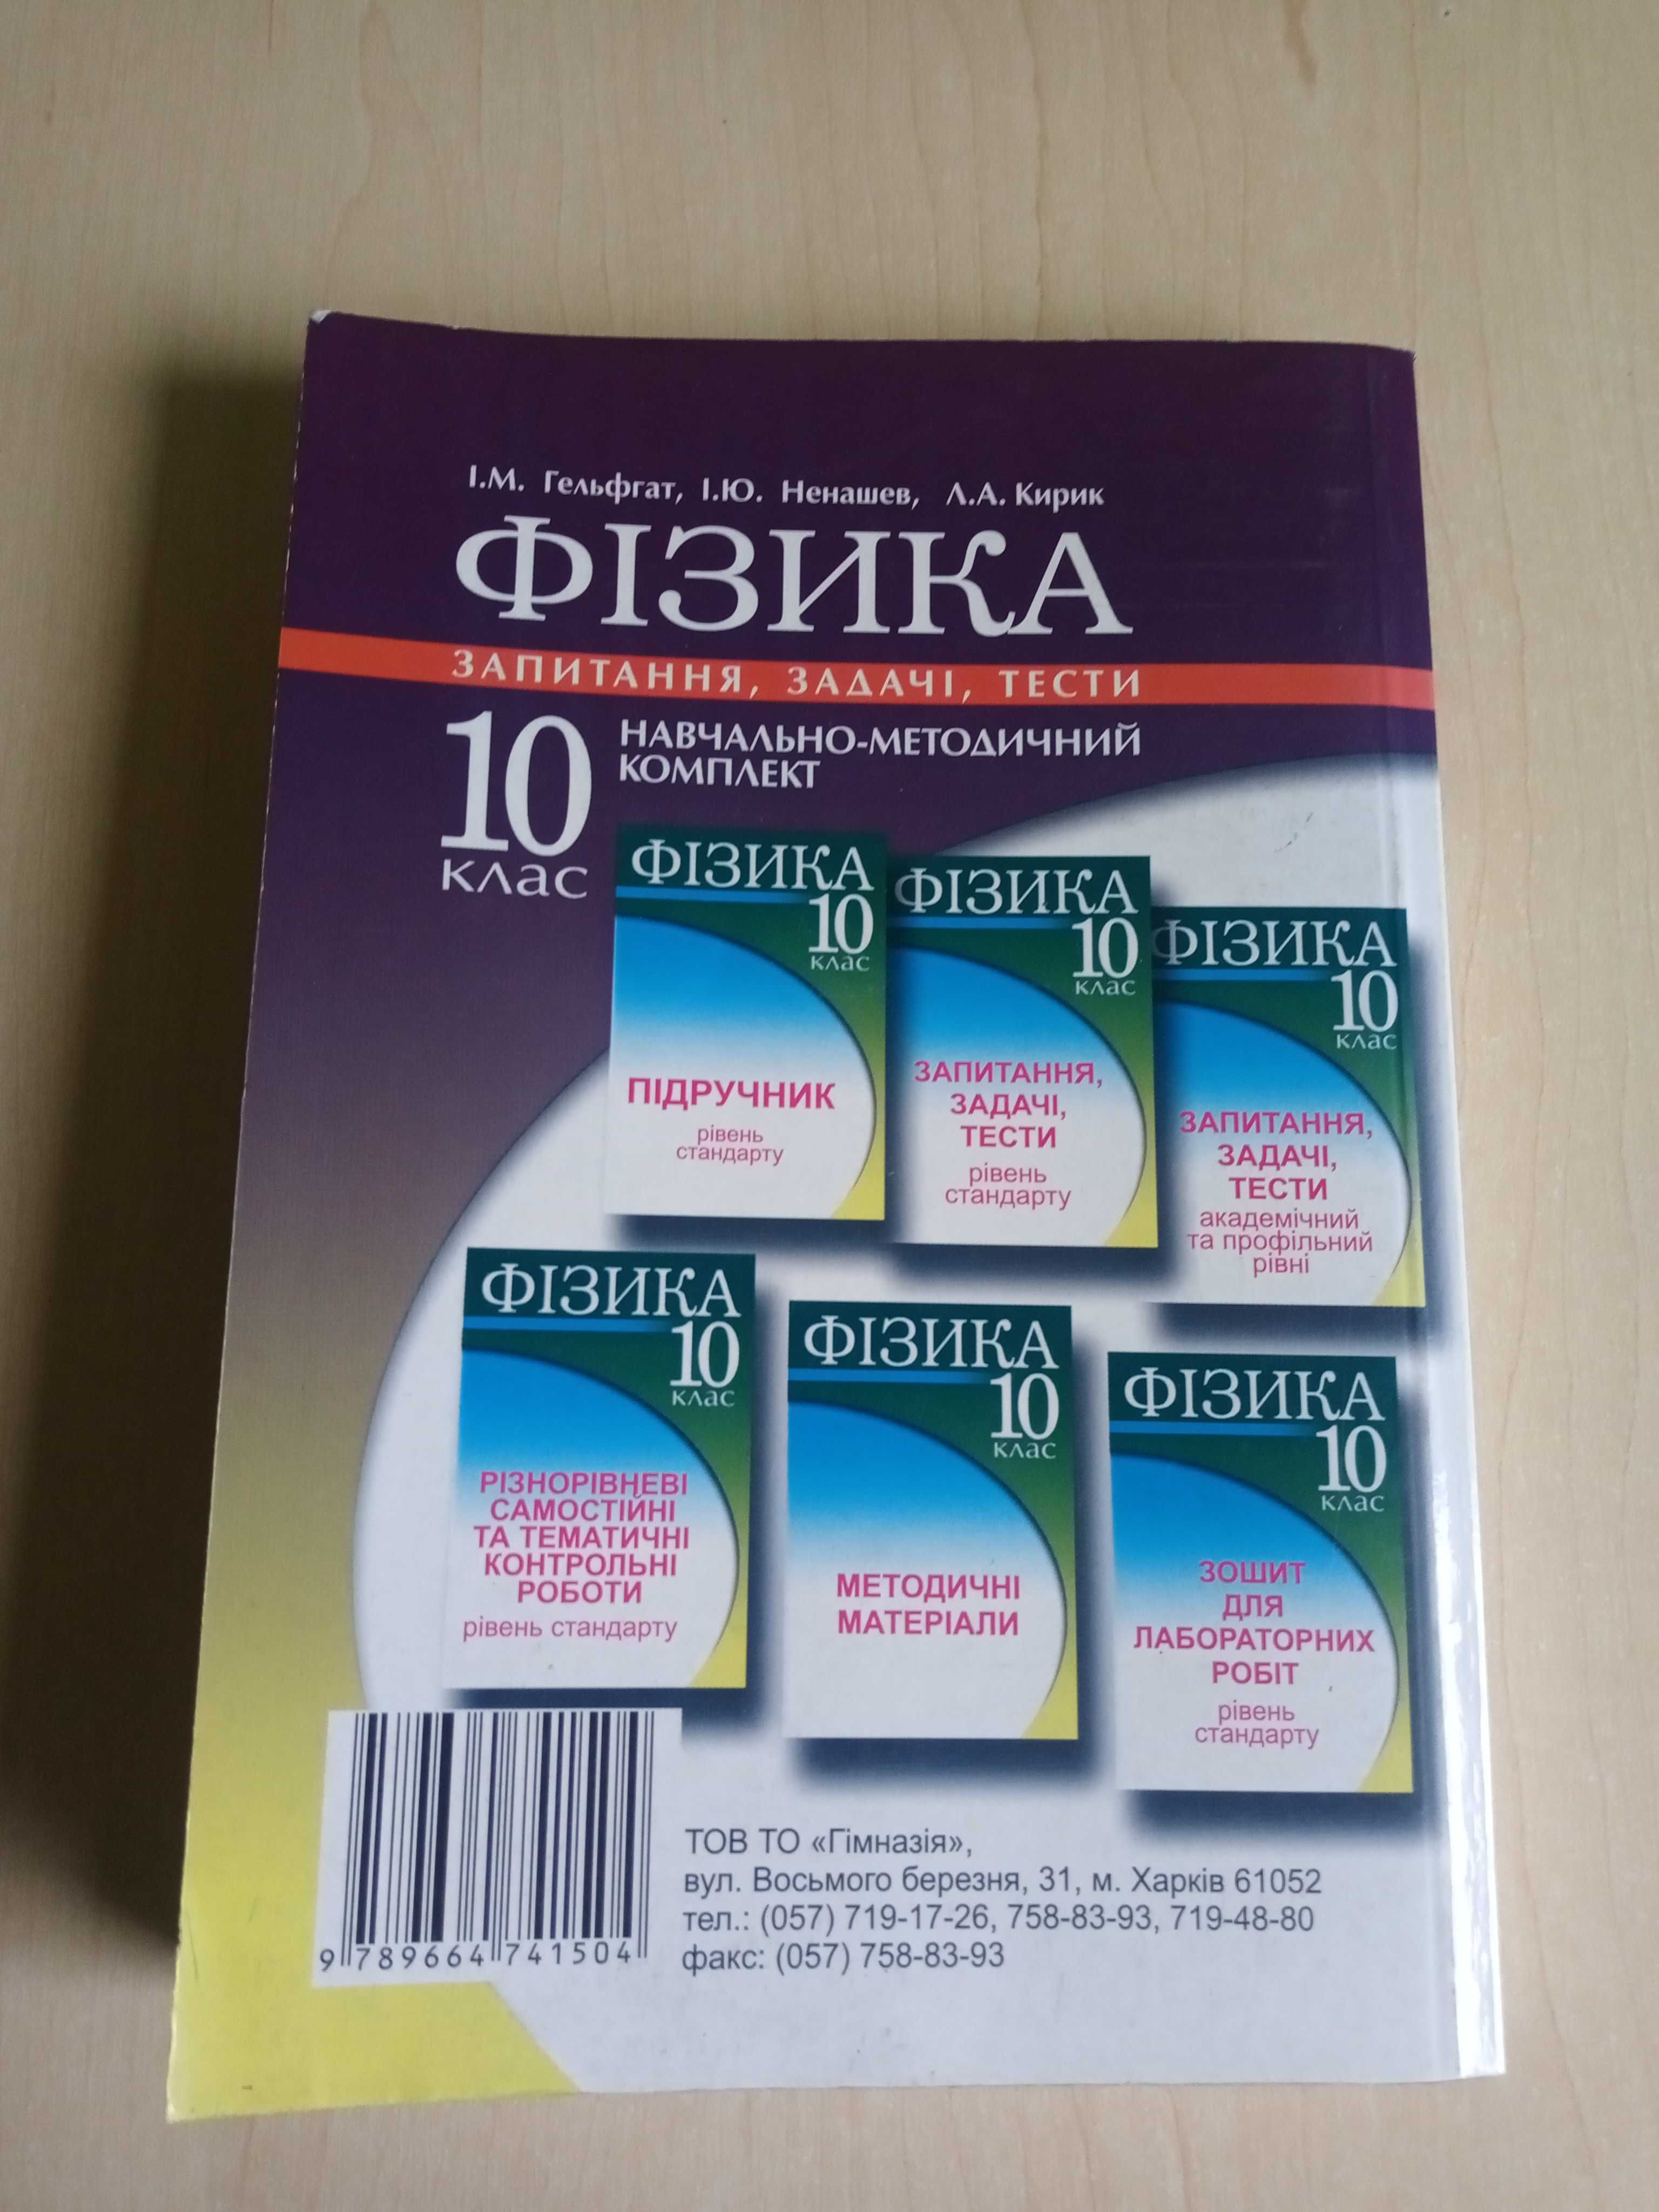 І.М. Гельфгат, І.Ю. Ненашев, Л.А. Кирик
ФІЗИКА
ЗАПИТАННЯ, ЗАДАЧІ, ТЕСТИ
10
клас
НАВЧАЛЬНО-МЕТОДИЧНИЙ
КОМПЛЕКТ
ФІЗИКА
10
клас
ПІДРУЧНИК
рівень
стандарту
ФІЗИКА
10
клас
ЗАПИТАННЯ,
ЗАДАЧІ,
ТЕСТИ
рівень
стандарту
ФІЗИКА
10
клас
ЗАПИТАННЯ,
ЗАДАЧІ,
ТЕСТИ
академічний
та профільний
рівні
ФІЗИКА
10
клас
РІЗНОРІВНЕВІ
САМОСТІЙНІ
ТА ТЕМАТИЧНІ
КОНТРОЛЬНІ
РОБОТИ
рівень стандарту
ФІЗИКА
10
клас
МЕТОДИЧНІ
МАТЕРІАЛИ
ФІЗИКА
10
клас
ЗОШИТ
ДЛЯ
ЛАБОРАТОРНИХ
РОБІТ
рівень
стандарту
9 789664 741504
ТОВ ТО «Гімназія»,
вул. Восьмого березня, 31, м. Харків 61052
тел.: (057) 719-17-26, 758-83-93, 719-48-80
факс: (057) 758-83-93